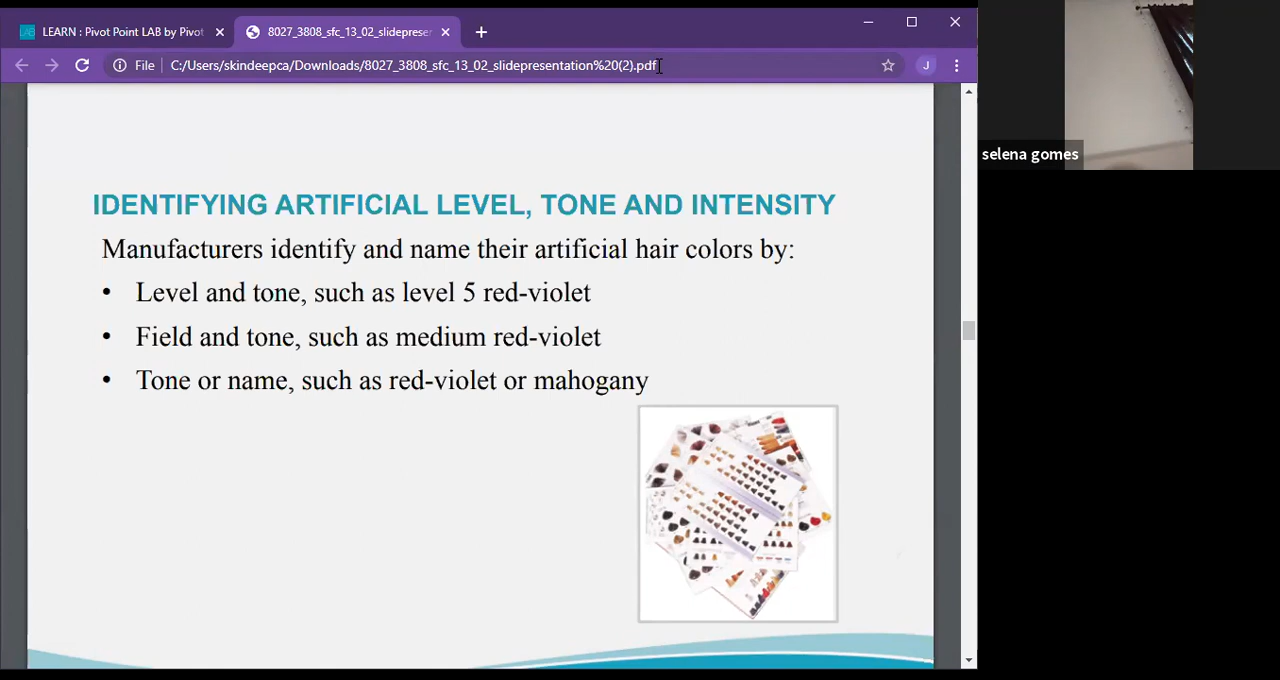 LEARN : Pivot Point LAB by Pivot
8027_3808_sfc_13_02_slidepreser
File
C:/Users/skindeepca/Downloads/8027_3808_sfc_13_02_slidepresentation%20(2).pdf
J
selena gomes
IDENTIFYING ARTIFICIAL LEVEL, TONE AND INTENSITY
Manufacturers identify and name their artificial hair colors by:
• Level and tone, such as level 5 red-violet
• Field and tone, such as medium red-violet
• Tone or name, such as red-violet or mahogany